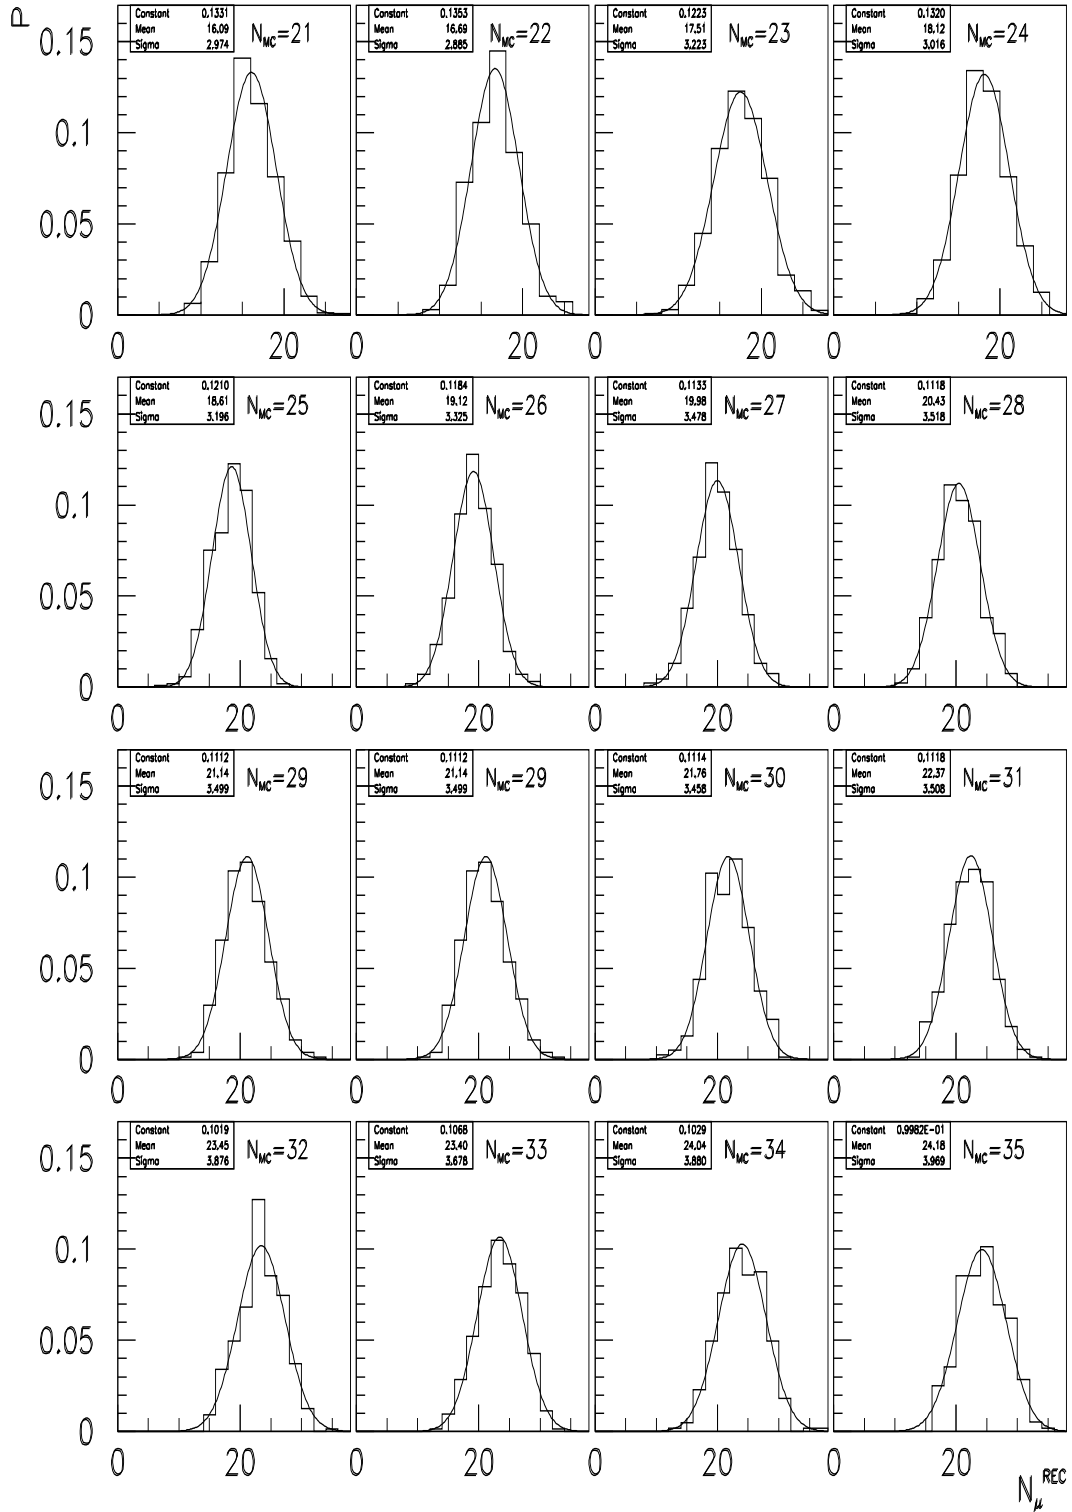 P
Constant 0.1331
Mean 16.09
Sigma 2.974
N_MC=21
Constant 0.1353
Mean 16.69
Sigma 2.885
N_MC=22
Constant 0.1223
Mean 17.51
Sigma 3.223
N_MC=23
Constant 0.1320
Mean 18.12
Sigma 3.016
N_MC=24
0.15
0.1
0.05
0
0 20 0 20 0 20 0 20
Constant 0.1210
Mean 18.61
Sigma 3.196
N_MC=25
Constant 0.1184
Mean 19.12
Sigma 3.325
N_MC=26
Constant 0.1133
Mean 19.98
Sigma 3.478
N_MC=27
Constant 0.1118
Mean 20.43
Sigma 3.518
N_MC=28
0.15
0.1
0.05
0
0 20 0 20 0 20 0 20
Constant 0.1112
Mean 21.14
Sigma 3.499
N_MC=29
Constant 0.1112
Mean 21.14
Sigma 3.499
N_MC=29
Constant 0.1114
Mean 21.76
Sigma 3.458
N_MC=30
Constant 0.1118
Mean 22.37
Sigma 3.508
N_MC=31
0.15
0.1
0.05
0
0 20 0 20 0 20 0 20
Constant 0.1019
Mean 23.45
Sigma 3.876
N_MC=32
Constant 0.1068
Mean 23.40
Sigma 3.678
N_MC=33
Constant 0.1029
Mean 24.04
Sigma 3.880
N_MC=34
Constant 0.9982E-01
Mean 24.18
Sigma 3.969
N_MC=35
0.15
0.1
0.05
0
0 20 0 20 0 20 0 20
N_μ^REC